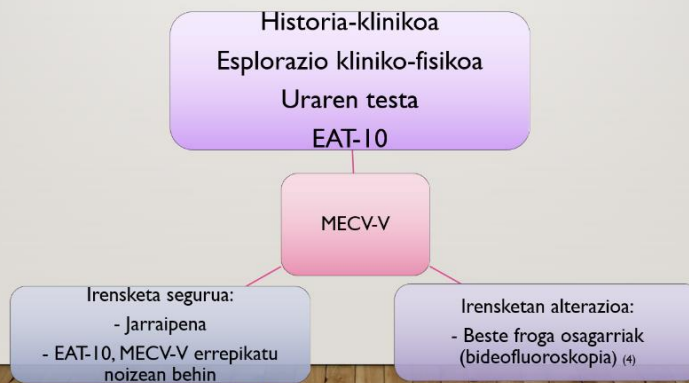 Historia-klinikoa
Esplorazio kliniko-fisikoa
Uraren testa
EAT-10
MECV-V
Irensketa segurua:
- Jarraipena
- EAT-10, MECV-V errepikatu
noizean behin
Irensketan alterazioa:
- Beste froga osagarriak
(bideofluoroskopia) (4)